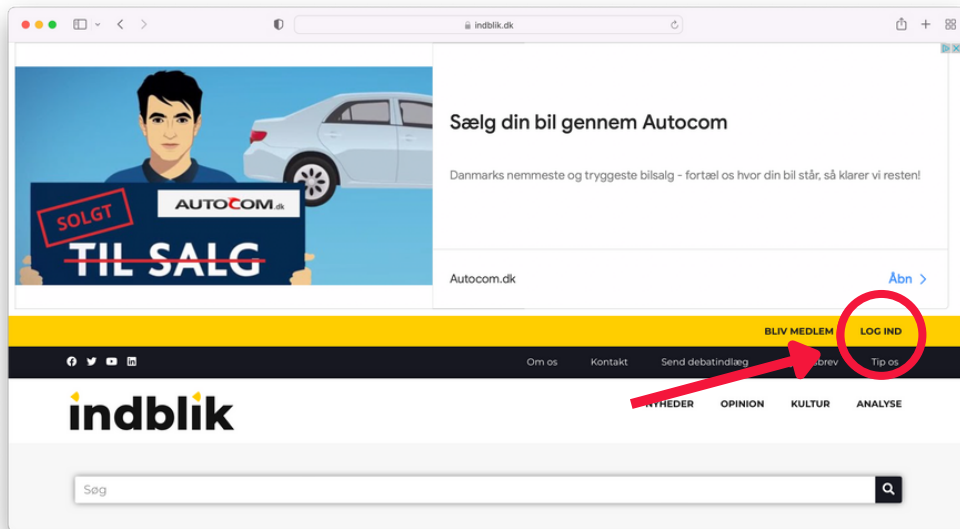 indblik.dk
Sælg din bil gennem Autocom
Danmarks nemmeste og tryggeste bilsalg - fortæl os hvor din bil står, så klarer vi resten!
SOLGT
AUTOCOM.dk
TIL SALG
Autocom.dk
Åbn
BLIV MEDLEM LOG IND
Om os Kontakt Send debatindlæg Tip os
indblik
NYHEDER OPINION KULTUR ANALYSE
Søg